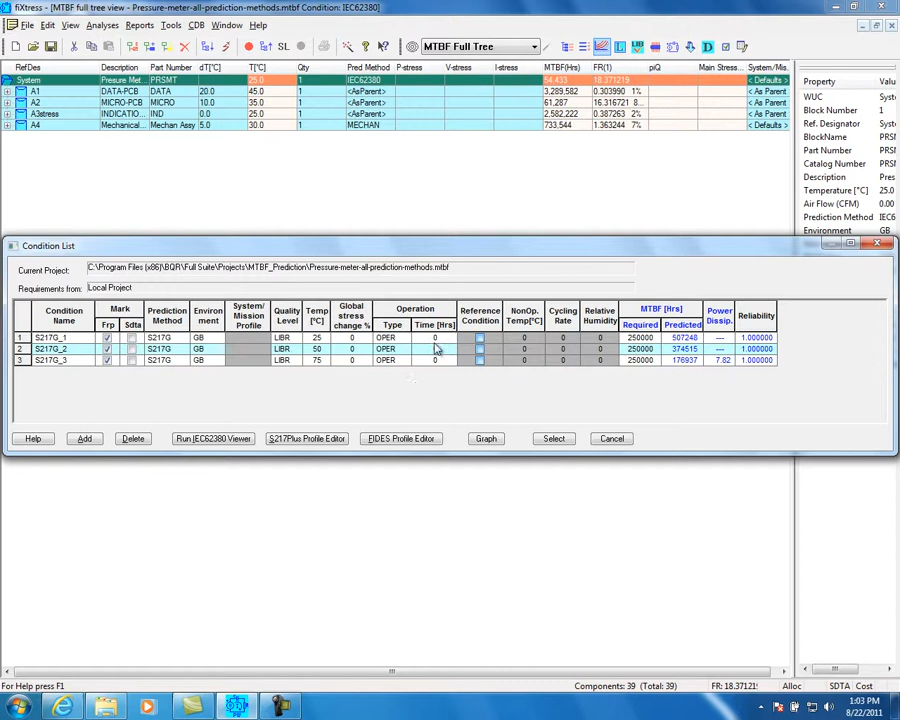 fiXtress - [MTBF full tree view - Pressure-meter-all-prediction-methods.mtbf Condition: IEC62380]
File Edit View Analyses Reports Tools CDB Window Help
SL MTBF Full Tree LIB L D
RefDes Description Part Number dT[°C] T[°C] Qty Pred Method P-stress V-stress I-stress MTBF(Hrs) FR(1) piQ Main Stress... System/Mis.
System Presure Met... PRSMT 25.0 1 IEC62380 54,433 18.371219 < Defaults >
A1 DATA-PCB DATA 20.0 45.0 1 <AsParent> 3,289,582 0.303990 1% < As Parent >
A2 MICRO-PCB MICRO 10.0 35.0 1 <AsParent> 61,287 16.316721 8... < As Parent >
A3stress INDICATIO... IND 0.0 25.0 1 <AsParent> 2,582,222 0.387263 2% < As Parent >
A4 Mechanical... Mechan Assy 5.0 30.0 1 MECHAN 733,544 1.363244 7% < Defaults >
Property Value
WUC < As
Block Number 1
Ref. Designator Syst
BlockName PRSM
Part Number PRSM
Catalog Number PRSM
Description Pres
Temperature [°C] 25.0
Air Flow (CFM) 0.00
Prediction Method IEC6
Environment GB
Condition List
Current Project: C:\Program Files (x86)\BQR\Full Suite\Projects\MTBF_Prediction\Pressure-meter-all-prediction-methods.mtbf
Requirements from: Local Project
Condition Name Mark Frp Sdta Prediction Method Environ ment System/ Mission Profile Quality Level Temp [°C] Global stress change % Operation Type Time [Hrs] Reference Condition NonOp. Temp[°C] Cycling Rate Relative Humidity MTBF [Hrs] Required Predicted Power Dissip. Reliability
1 S217G_1 S217G GB LIBR 25 0 OPER 0 0 0 0 250000 507248 --- 1.000000
2 S217G_2 S217G GB LIBR 50 0 OPER 0 0 0 0 250000 374515 --- 1.000000
3 S217G_3 S217G GB LIBR 75 0 OPER 0 0 0 0 250000 176937 7.82 1.000000
Help Add Delete Run IEC62380 Viewer S217Plus Profile Editor FIDES Profile Editor Graph Select Cancel
For Help press F1 Components: 39 (Total: 39) FR: 18.37121! Alloc SDTA Cost
1:03 PM
8/22/2011